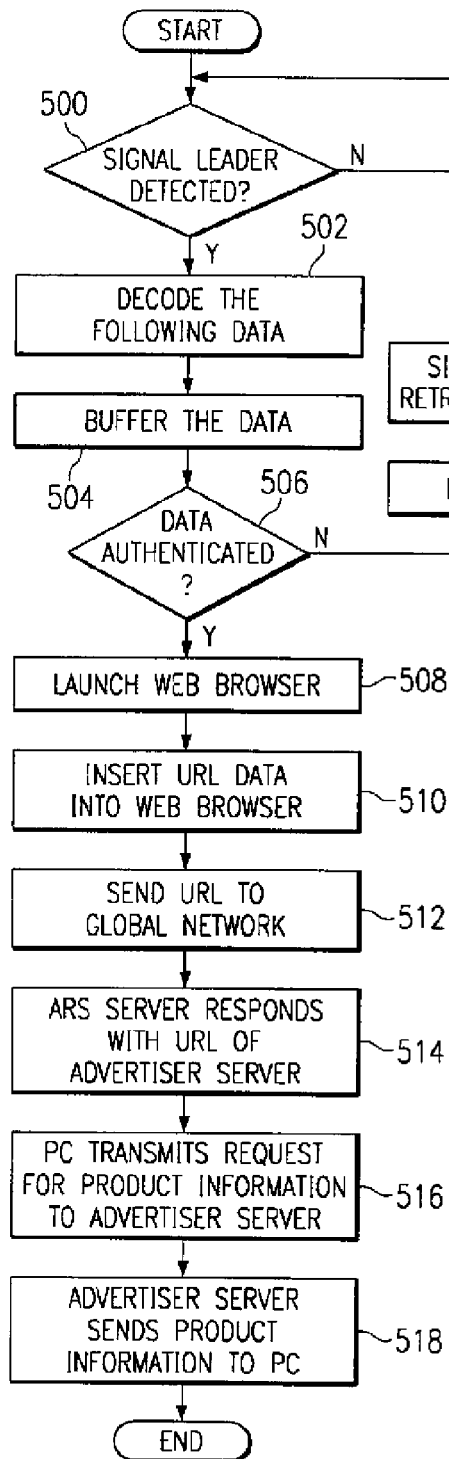 START
500
SIGNAL LEADER
DETECTED?
N
Y
502
DECODE THE
FOLLOWING DATA
BUFFER THE DATA
504
506
DATA
AUTHENTICATED
?
N
Y
LAUNCH WEB BROWSER
508
INSERT URL DATA
INTO WEB BROWSER
510
SEND URL TO
GLOBAL NETWORK
512
ARS SERVER RESPONDS
WITH URL OF
ADVERTISER SERVER
514
PC TRANSMITS REQUEST
FOR PRODUCT INFORMATION
TO ADVERTISER SERVER
516
ADVERTISER SERVER
SENDS PRODUCT
INFORMATION TO PC
518
END